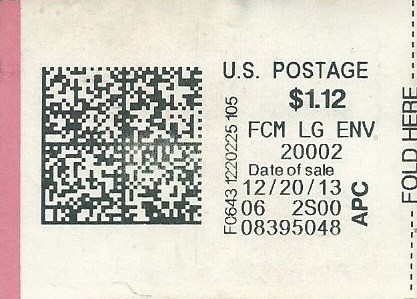 U.S. POSTAGE
$1.12
FCM LG ENV
20002
Date of sale
12/20/13
06 2S00
08395048
APC
F0643 1220225 105
FOLD HERE